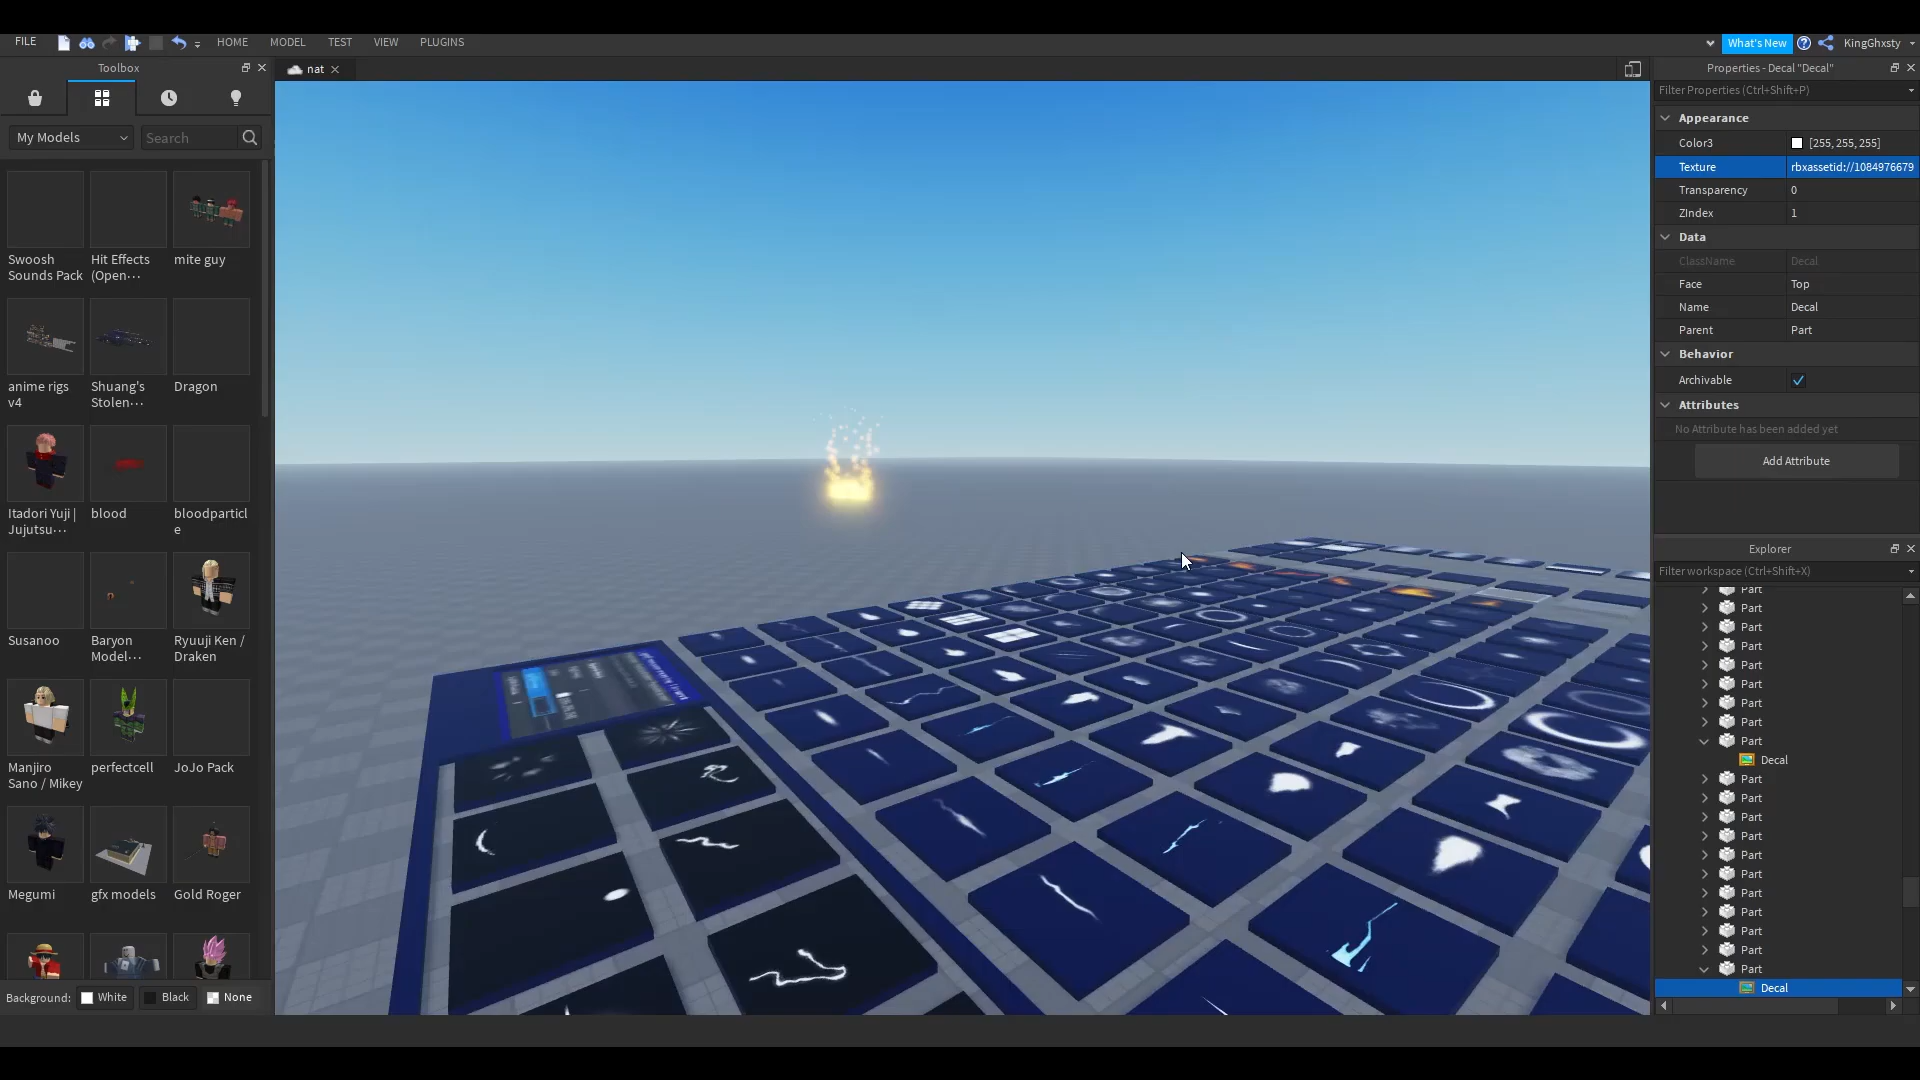 FILE
HOME
MODEL
TEST
VIEW
PLUGINS
What's New
KingGhxsty
Toolbox
nat
Properties - Decal "Decal"
Filter Properties (Ctrl+Shift+P)
My Models
Search
Swoosh
Sounds Pack
Hit Effects
(Open···
mite guy
anime rigs
v4
Shuang's
Stolen···
Dragon
Itadori Yuji |
Jujutsu···
blood
bloodparticl
e
Susanoo
Baryon
Model···
Ryuuji Ken /
Draken
Manjiro
Sano / Mikey
perfectcell
JoJo Pack
Megumi
gfx models
Gold Roger
Background:
White
Black
None
Appearance
Color3
[255, 255, 255]
Texture
rbxassetid://1084976679
Transparency
0
ZIndex
1
Data
ClassName
Decal
Face
Top
Name
Decal
Parent
Part
Behavior
Archivable
Attributes
No Attribute has been added yet
Add Attribute
Explorer
Filter workspace (Ctrl+Shift+X)
Part
Part
Part
Part
Part
Part
Part
Part
Part
Decal
Part
Part
Part
Part
Part
Part
Part
Part
Part
Part
Part
Decal